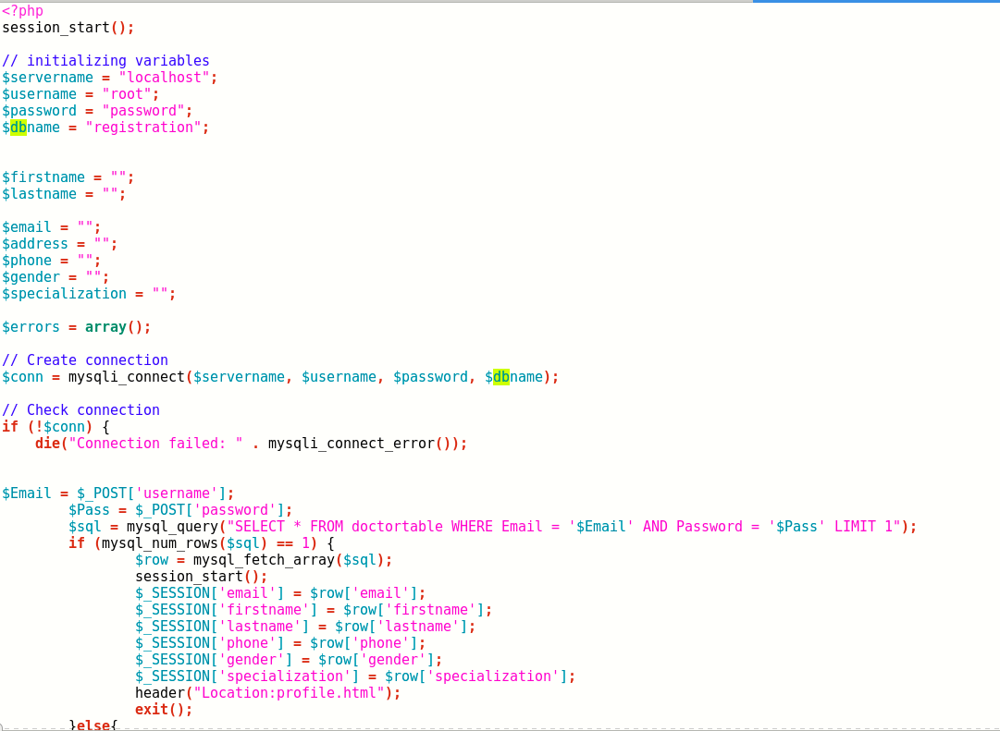 <?php
session_start();
// initializing variables
$servername = "localhost";
$username = "root";
$password = "password";
$dbname = "registration";
$firstname = "";
$lastname = "";
$email = "";
$address = "";
$phone = "";
$gender = "";
$specialization = "";
$errors = array();
// Create connection
$conn = mysqli_connect($servername, $username, $password, $dbname);
// Check connection
if (!$conn) {
    die("Connection failed: " . mysqli_connect_error());
$Email = $_POST['username'];
        $Pass = $_POST['password'];
        $sql = mysql_query("SELECT * FROM doctortable WHERE Email = '$Email' AND Password = '$Pass' LIMIT 1");
        if (mysql_num_rows($sql) == 1) {
                $row = mysql_fetch_array($sql);
                session_start();
                $_SESSION['email'] = $row['email'];
                $_SESSION['firstname'] = $row['firstname'];
                $_SESSION['lastname'] = $row['lastname'];
                $_SESSION['phone'] = $row['phone'];
                $_SESSION['gender'] = $row['gender'];
                $_SESSION['specialization'] = $row['specialization'];
                header("Location:profile.html");
                exit();
        }else{